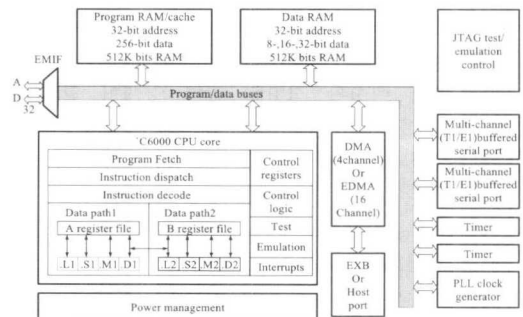 Program RAM/cache
32-bit address
256-bit data
512K bits RAM
Data RAM
32-bit address
8-,16-,32-bit data
512K bits RAM
JTAG test/
emulation
control
EMIF
A
D
32
Program/data buses
`C6000 CPU core
Program Fetch
Instruction dispatch
Instruction decode
Data path1
A register file
.L1 .S1 .M1 .D1
Data path2
B register file
.L2 .S2 .M2 .D2
Control
registers
Control
logic
Test
Emulation
Interrupts
Power management
DMA
(4channel)
Or
EDMA
(16
Channel)
EXB
Or
Host
port
Multi-channel
(T1/E1)buffered
serial port
Multi-channel
(T1/E1)buffered
serial port
Timer
Timer
PLL clock
generator